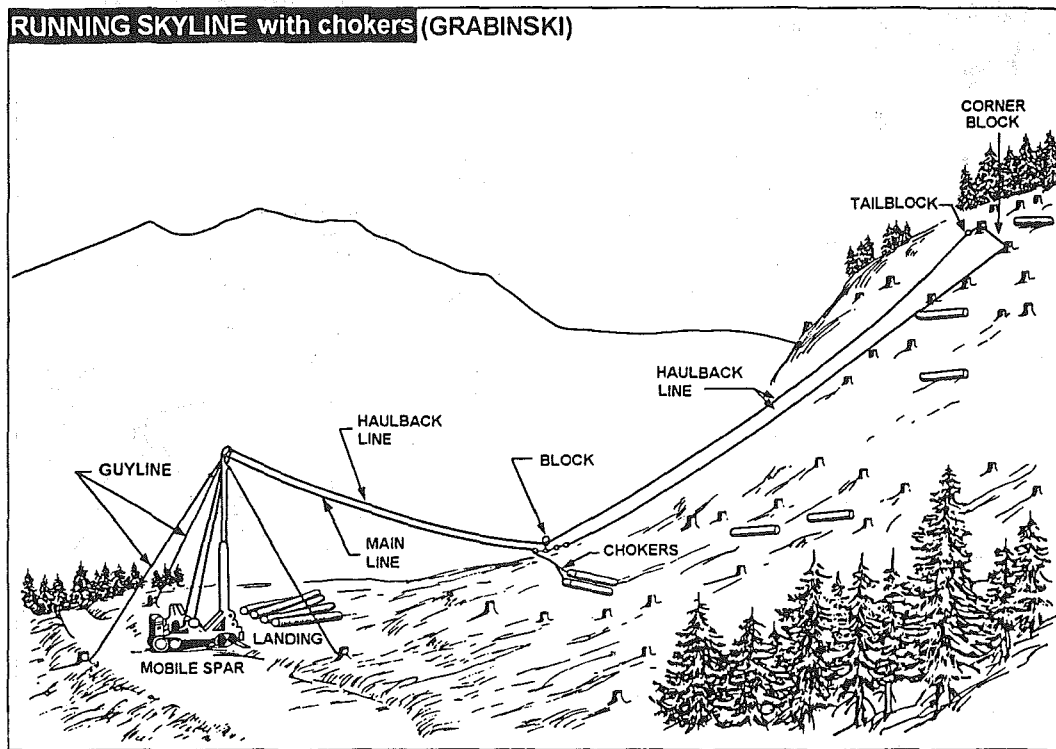 RUNNING SKYLINE with chokers (GRABINSKI)
CORNER
BLOCK
TAILBLOCK
HAULBACK
LINE
HAULBACK
LINE
GUYLINE
BLOCK
MAIN
LINE
CHOKERS
LANDING
MOBILE SPAR